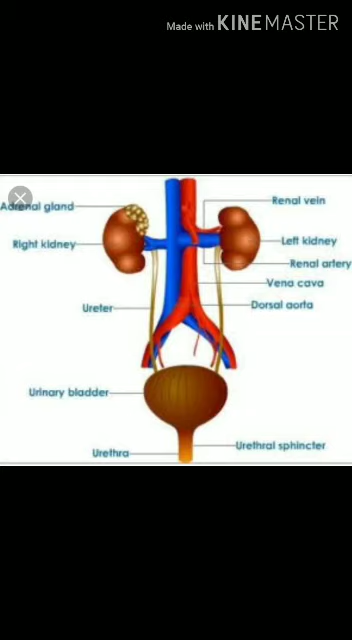 Made with KINEMASTER
Adrenal gland
Renal vein
Right kidney
Left kidney
Renal artery
Vena cava
Ureter
Dorsal aorta
Urinary bladder
Urethral sphincter
Urethra